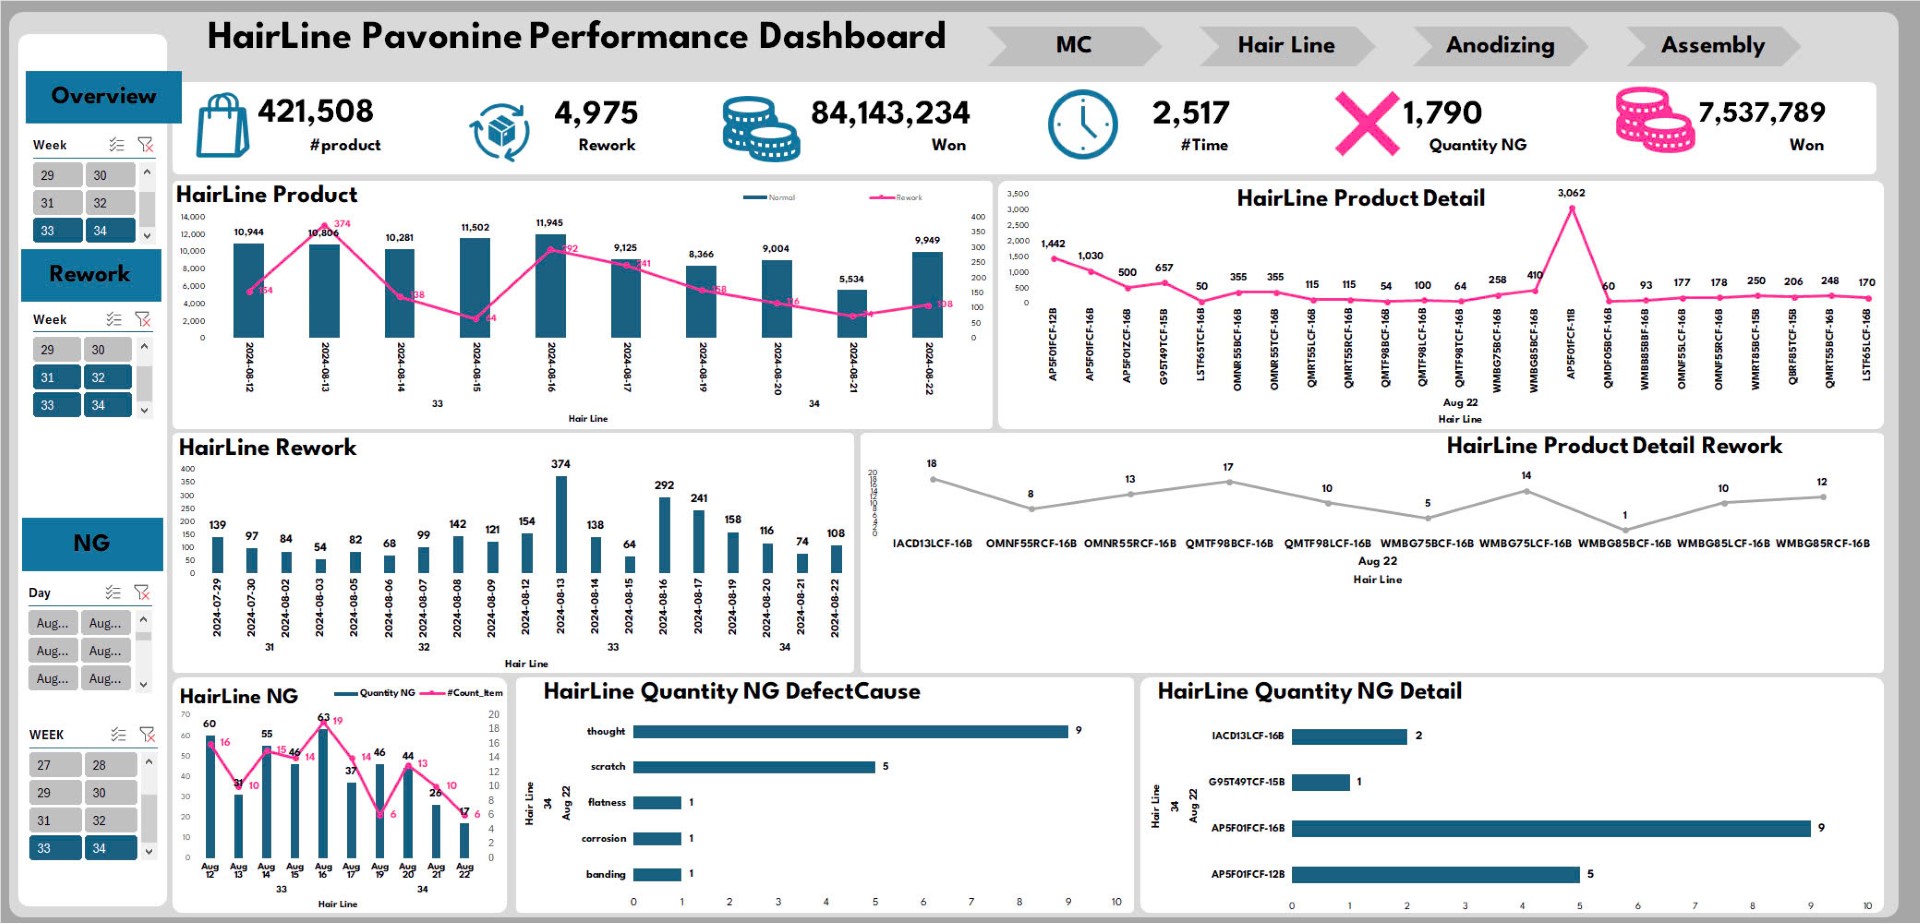 HairLine Pavonine Performance Dashboard
MC
Hair Line
Anodizing
Assembly
Overview
421,508
#product
4,975
Rework
84,143,234
Won
2,517
#Time
1,790
Quantity NG
7,537,789
Won
Week
29 30
31 32
33 34
Rework
Week
29 30
31 32
33 34
NG
Day
Aug... Aug...
Aug... Aug...
Aug... Aug...
WEEK
27 28
29 30
31 32
33 34
HairLine Product
Normal Rework
14,000
12,000
10,000
8,000
6,000
4,000
2,000
0
10,944 10,806 10,281 11,502 11,945 9,125 8,366 9,004 5,534 9,949
374 138 64 292 241 158 116 108
400
350
300
250
200
150
100
50
0
2024-08-12 2024-08-13 2024-08-14 2024-08-15 2024-08-16 2024-08-17 2024-08-19 2024-08-20 2024-08-21 2024-08-22
33 34
Hair Line
HairLine Product Detail
3,500
3,000
2,500
2,000
1,500
1,000
500
0
1,442 1,030 500 657 50 355 355 115 115 54 100 64 258 410 3,062 60 93 177 178 250 206 248 170
AP5F01FCF-12B AP5F01FCF-16B AP5F01ZCF-16B G95T49TCF-15B LSTF65TCF-16B OMNR55BCF-16B OMNR55TCF-16B QMRT55LCF-16B QMRT55RCF-16B QMTF98BCF-16B QMTF98LCF-16B QMTF98TCF-16B WMBG75BCF-16B WMBG85BCF-16B AP5F01FCF-11B QMDF05BCF-16B WMBB85BBF-16B OMNF55LCF-16B OMNF55RCF-16B WMRT85BCF-15B QBRF85TCF-15B QMRT55BCF-16B LSTF65LCF-16B
Aug 22
Hair Line
HairLine Rework
400
350
300
250
200
150
100
50
0
139 97 84 54 82 68 99 142 121 154 374 138 64 292 241 158 116 74 108
2024-07-29 2024-07-30 2024-08-02 2024-08-03 2024-08-05 2024-08-06 2024-08-07 2024-08-08 2024-08-09 2024-08-12 2024-08-13 2024-08-14 2024-08-15 2024-08-16 2024-08-17 2024-08-19 2024-08-20 2024-08-21 2024-08-22
31 32 33 34
Hair Line
HairLine Product Detail Rework
20
18
16
14
12
10
8
6
4
2
0
18 8 13 17 10 5 14 1 10 12
IACD13LCF-16B OMNF55RCF-16B OMNR55RCF-16B QMTF98BCF-16B QMTF98LCF-16B WMBG75BCF-16B WMBG75LCF-16B WMBG85BCF-16B WMBG85LCF-16B WMBG85RCF-16B
Aug 22
Hair Line
HairLine NG
Quantity NG #Count_Item
70
60
50
40
30
20
10
0
60 31 55 46 63 37 46 44 26 17
16 10 15 14 19 14 6 13 10 6
20
18
16
14
12
10
8
6
4
2
0
Aug 12 Aug 13 Aug 14 Aug 15 Aug 16 Aug 17 Aug 19 Aug 20 Aug 21 Aug 22
33 34
Hair Line
HairLine Quantity NG DefectCause
Hair Line
34
Aug 22
thought 9
scratch 5
flatness 1
corrosion 1
banding 1
0 1 2 3 4 5 6 7 8 9 10
HairLine Quantity NG Detail
Hair Line
34
Aug 22
IACD13LCF-16B 2
G95T49TCF-15B 1
AP5F01FCF-16B 9
AP5F01FCF-12B 5
0 1 2 3 4 5 6 7 8 9 10